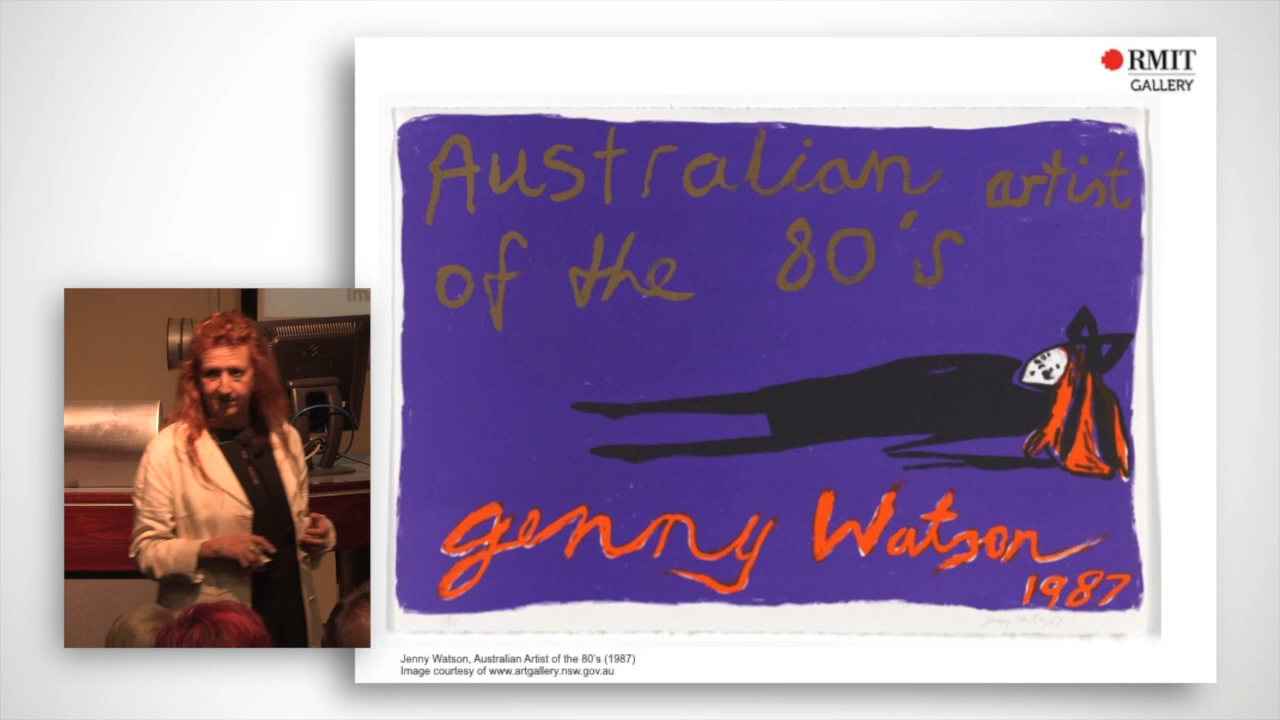 RMIT
GALLERY
Australian artist
of the 80's
Jenny Watson
1987
Jenny Watson, Australian Artist of the 80's (1987)
Image courtesy of www.artgallery.nsw.gov.au